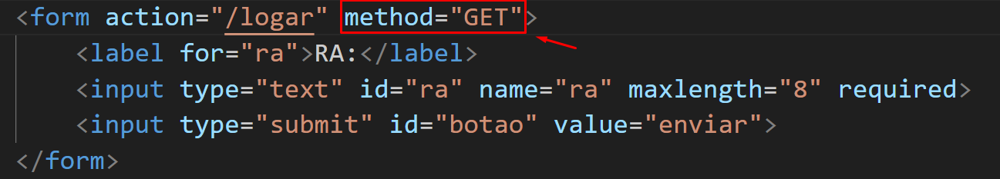 <form action="/logar" method="GET">
<label for="ra">RA:</label>
<input type="text" id="ra" name="ra" maxlength="8" required>
<input type="submit" id="botao" value="enviar">
</form>